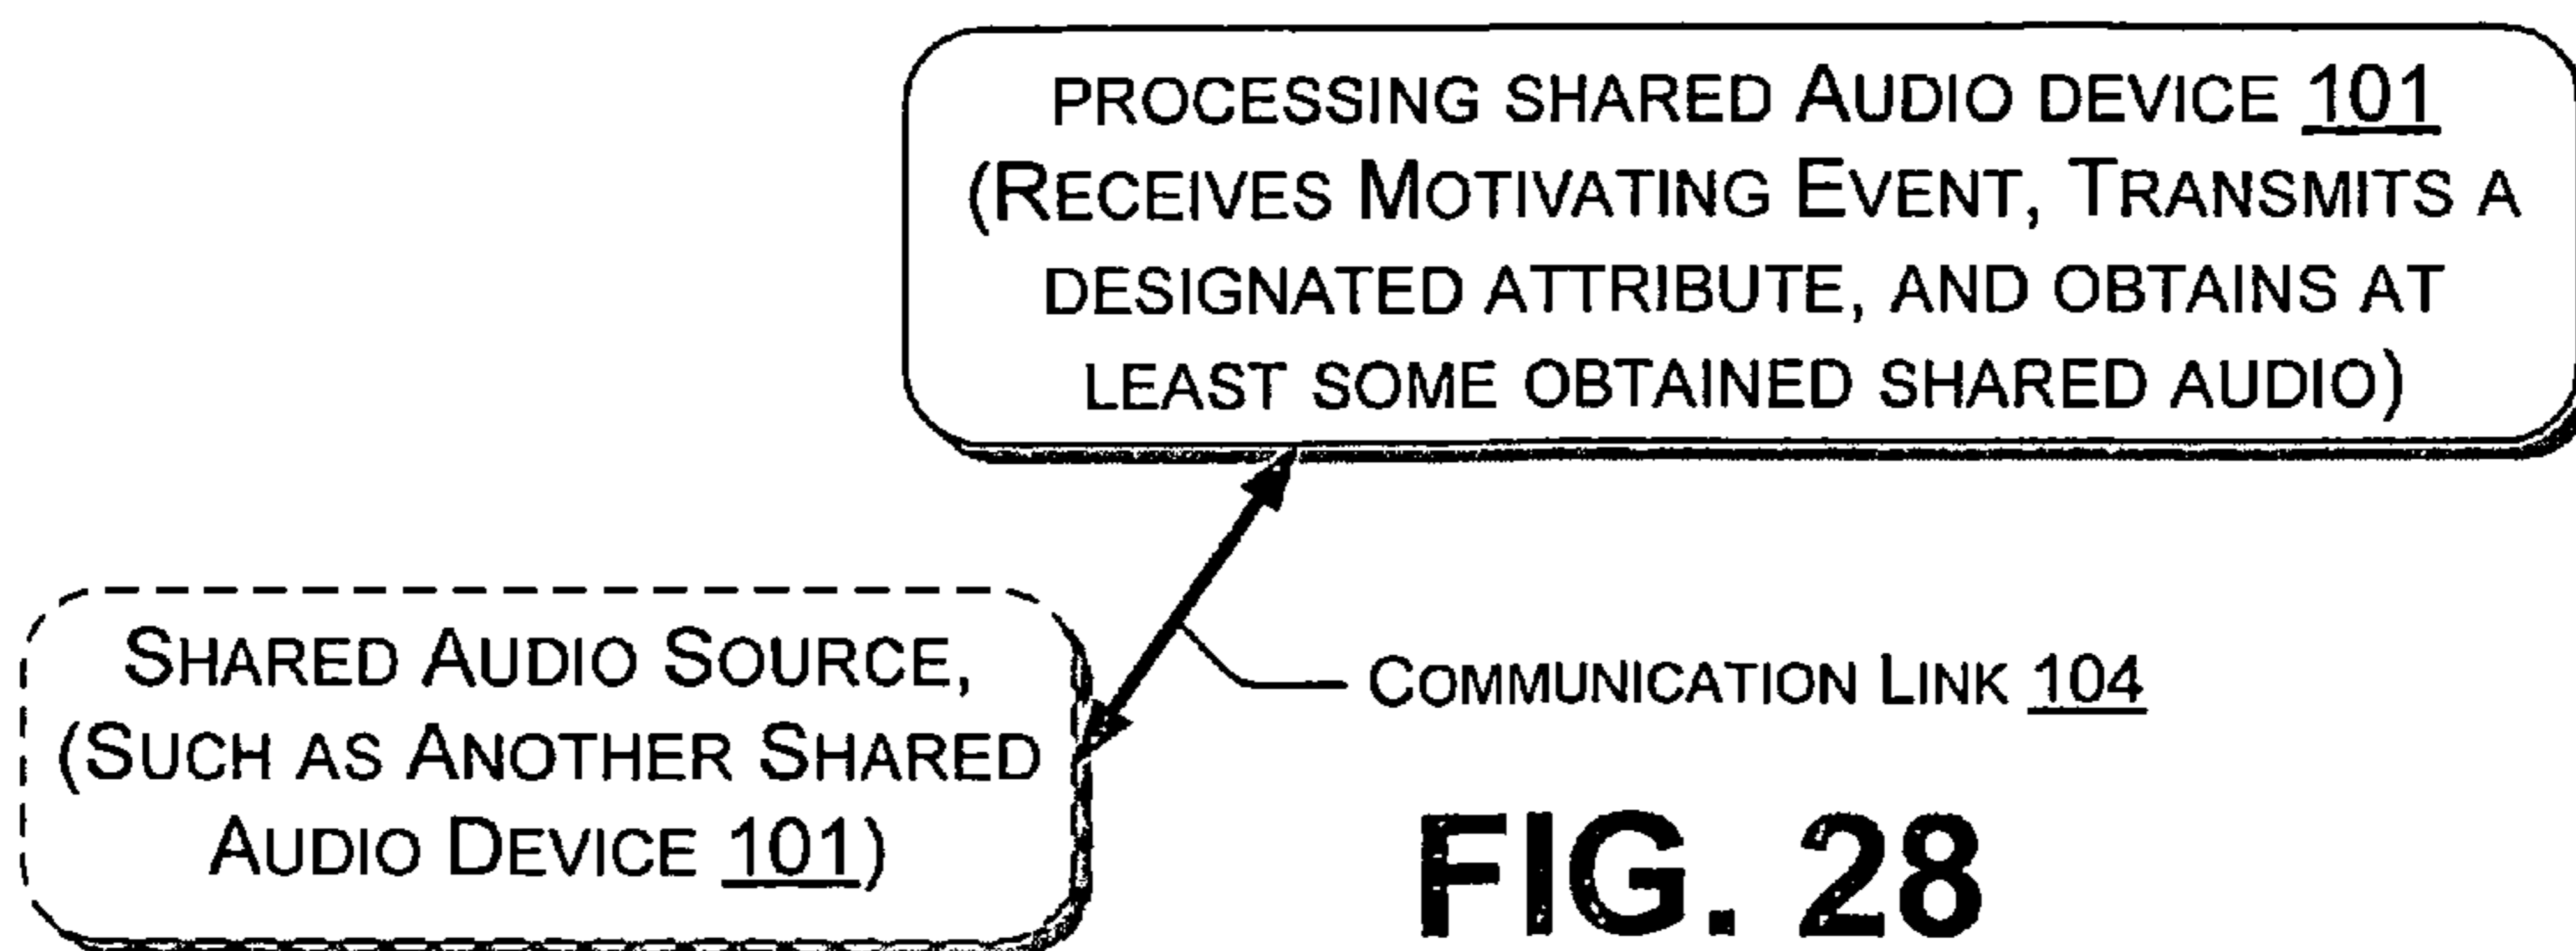 PROCESSING SHARED AUDIO DEVICE 101
(RECEIVES MOTIVATING EVENT, TRANSMITS A
DESIGNATED ATTRIBUTE, AND OBTAINS AT
LEAST SOME OBTAINED SHARED AUDIO)
SHARED AUDIO SOURCE,
(SUCH AS ANOTHER SHARED
AUDIO DEVICE 101)
COMMUNICATION LINK 104
FIG. 28